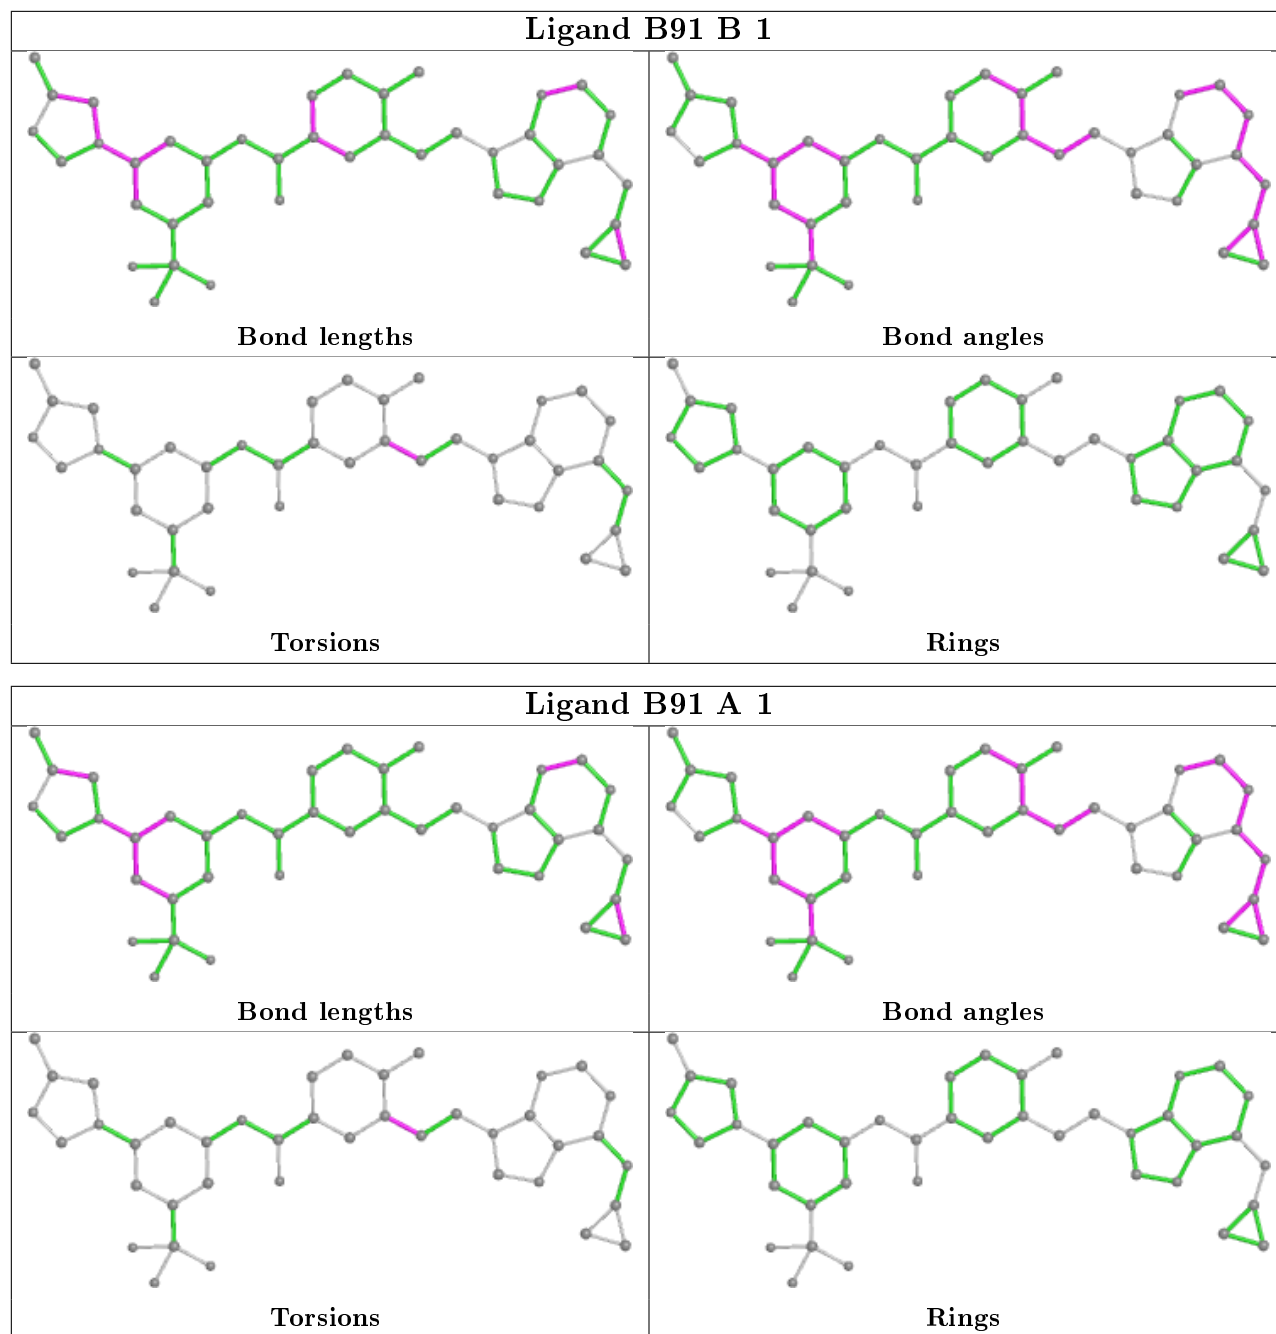 Ligand B91 B 1
Bond lengths
Bond angles
Torsions
Rings
Ligand B91 A 1
Bond lengths
Bond angles
Torsions
Rings